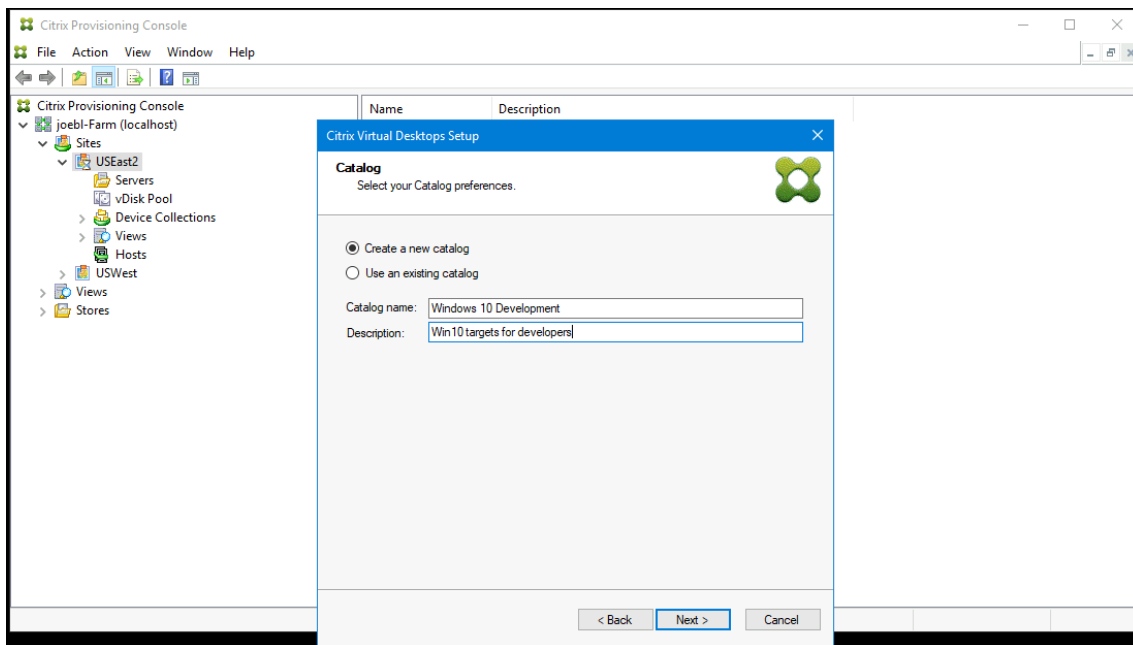 Citrix Provisioning Console
File Action View Window Help
Citrix Provisioning Console
joebl-Farm (localhost)
Sites
USEast2
Servers
vDisk Pool
Device Collections
Views
Hosts
USWest
Views
Stores
Name Description
Citrix Virtual Desktops Setup
Catalog
Select your Catalog preferences.
Create a new catalog
Use an existing catalog
Catalog name: Windows 10 Development
Description: Win10 targets for developers
< Back Next > Cancel